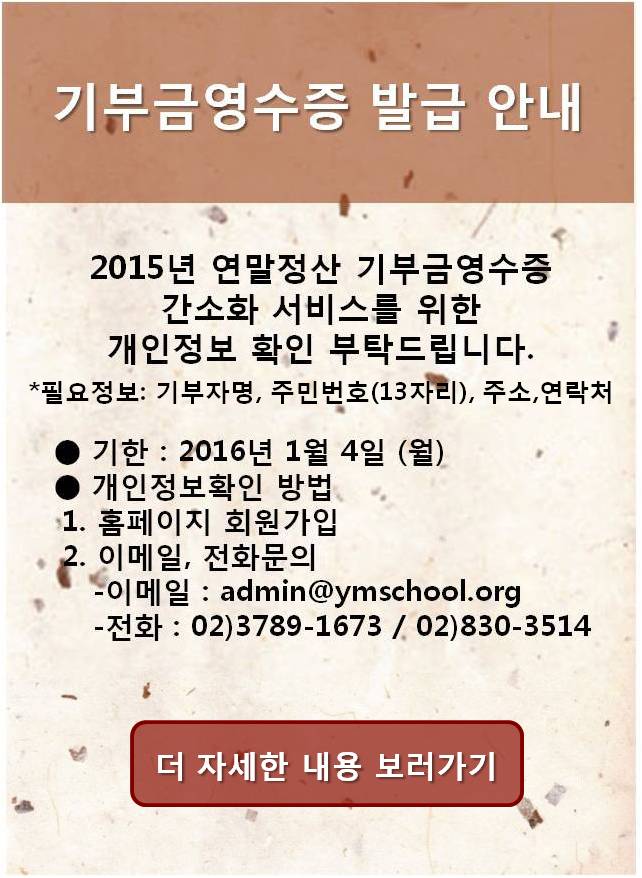 기부금영수증 발급 안내
2015년 연말정산 기부금영수증
간소화 서비스를 위한
개인정보 확인 부탁드립니다.
*필요정보: 기부자명, 주민번호(13자리), 주소,연락처
● 기한 : 2016년 1월 4일 (월)
● 개인정보확인 방법
1. 홈페이지 회원가입
2. 이메일, 전화문의
-이메일 : admin@ymschool.org
-전화 : 02)3789-1673 / 02)830-3514
더 자세한 내용 보러가기